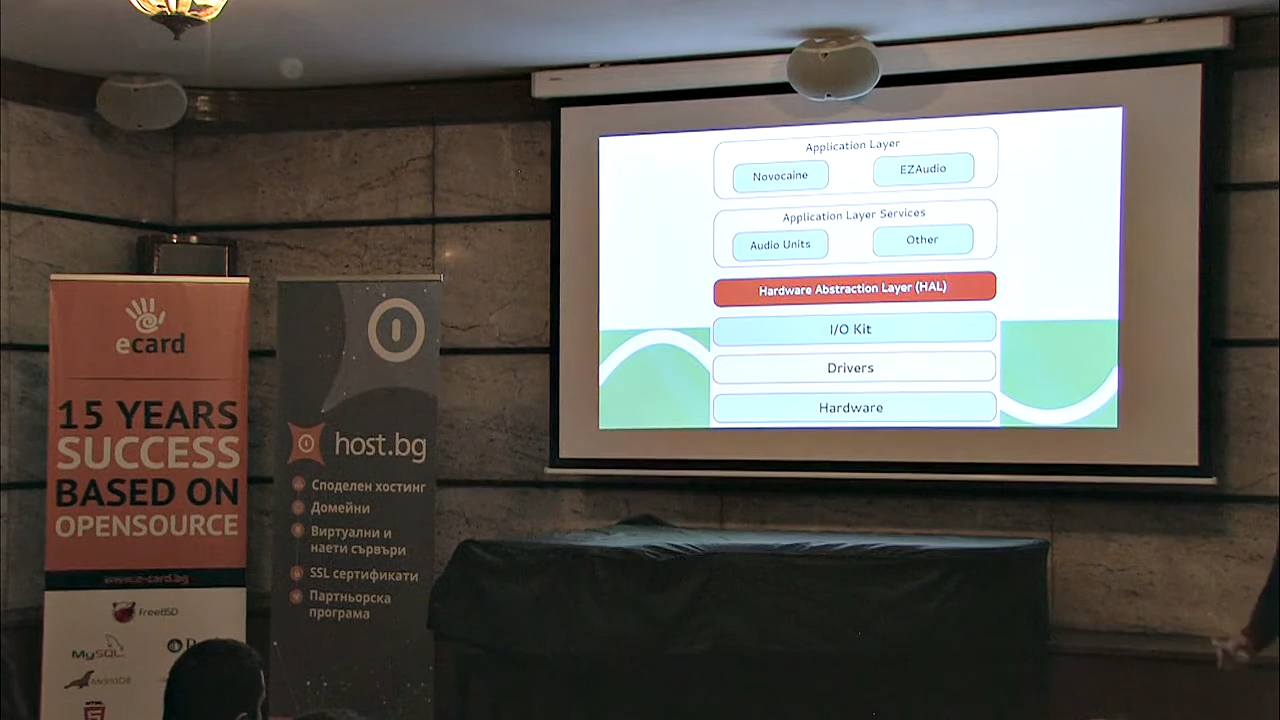 Application Layer
Novocaine
EZAudio
Application Layer Services
Audio Units
Other
Hardware Abstraction Layer (HAL)
I/O Kit
Drivers
Hardware
ecard
15 YEARS
SUCCESS
BASED ON
OPENSOURCE
www.e-card.bg
FreeBSD
MySQL
MariaDB
host.bg
Споделен хостинг
Домейни
Виртуални и
наети сървъри
SSL сертификати
Партньорска
програма